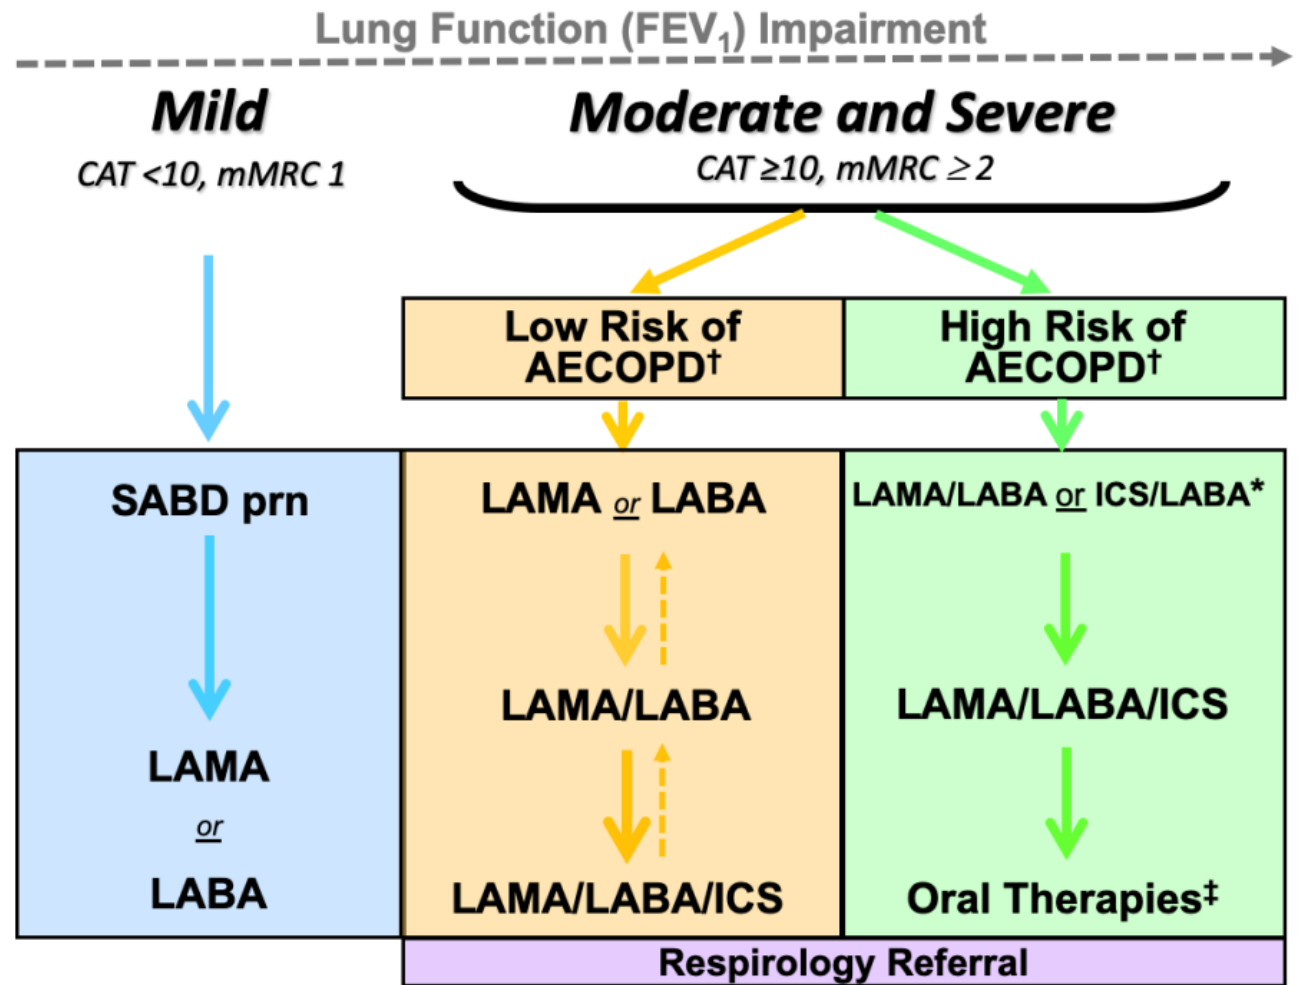 Lung Function (FEV₁) Impairment
Mild
CAT <10, mMRC 1
Moderate and Severe
CAT ≥10, mMRC ≥ 2
Low Risk of
AECOPD†
High Risk of
AECOPD†
SABD prn
LAMA
or
LABA
LAMA or LABA
LAMA/LABA
LAMA/LABA/ICS
LAMA/LABA or ICS/LABA*
LAMA/LABA/ICS
Oral Therapies‡
Respirology Referral